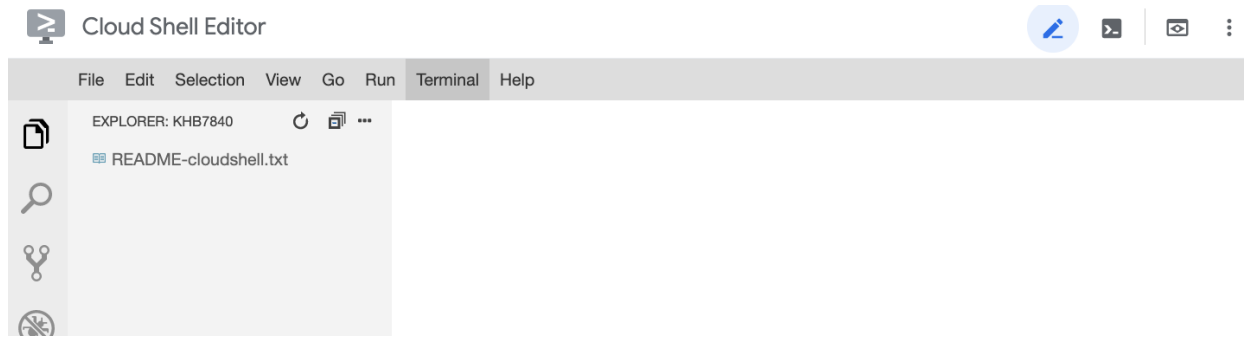 Cloud Shell Editor
File Edit Selection View Go Run Terminal Help
EXPLORER: KHB7840
README-cloudshell.txt